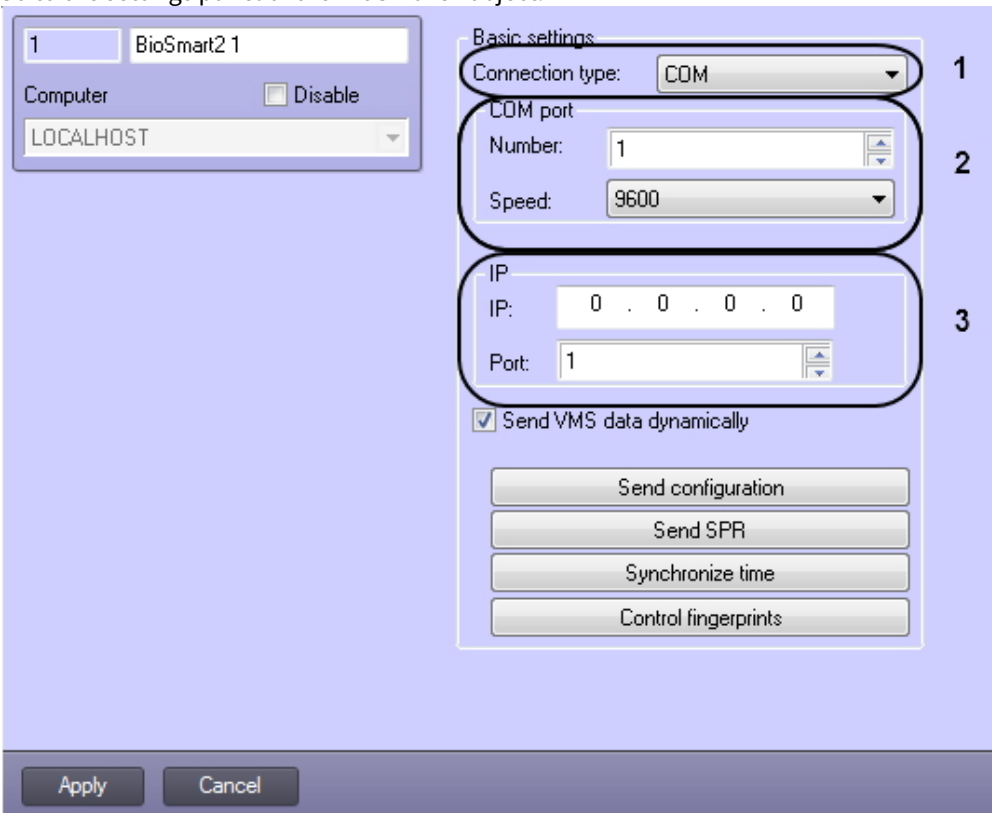 1
BioSmart2 1
Computer
Disable
LOCALHOST
Basic settings
Connection type: COM
1
COM port
Number: 1
Speed: 9600
2
IP
IP: 0 . 0 . 0 . 0
Port: 1
3
Send VMS data dynamically
Send configuration
Send SPR
Synchronize time
Control fingerprints
Apply
Cancel